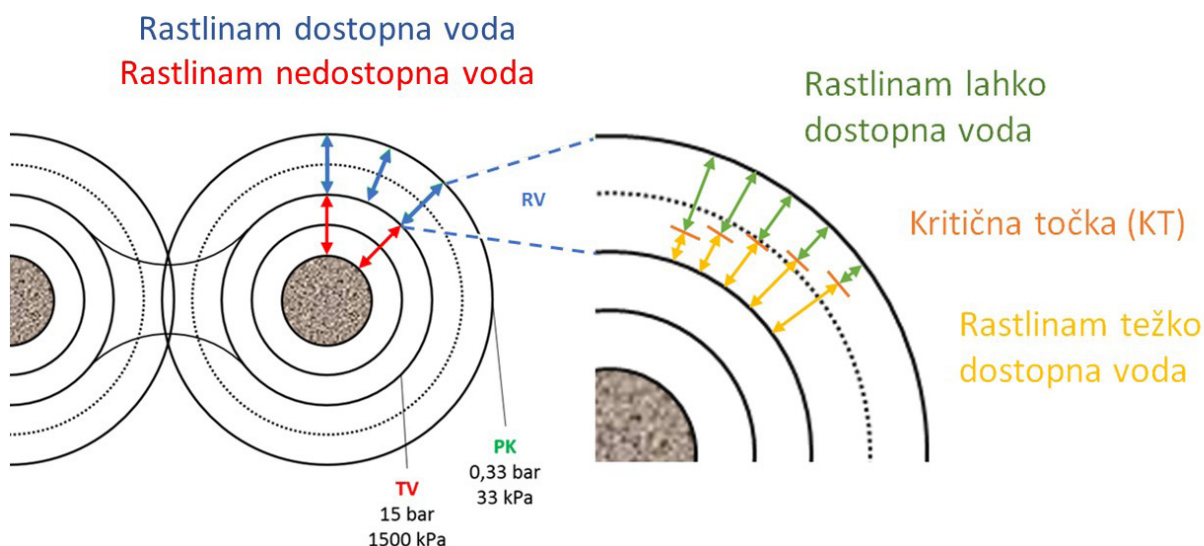 Rastlinam dostopna voda
Rastlinam nedostopna voda
Rastlinam lahko
dostopna voda
RV
Kritična točka (KT)
Rastlinam težko
dostopna voda
PK
0,33 bar
33 kPa
TV
15 bar
1500 kPa